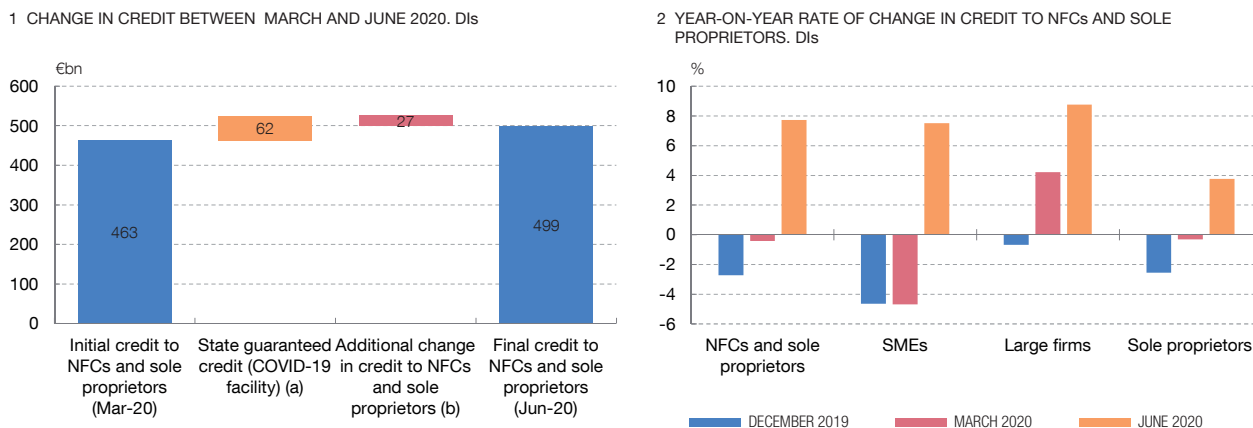 1 CHANGE IN CREDIT BETWEEN MARCH AND JUNE 2020. DIs
€bn
600
500
400
300
200
100
0
463
62
27
499
Initial credit to
NFCs and sole
proprietors
(Mar-20)
State guaranteed
credit (COVID-19
facility) (a)
Additional change
in credit to NFCs
and sole
proprietors (b)
Final credit to
NFCs and sole
proprietors
(Jun-20)
2 YEAR-ON-YEAR RATE OF CHANGE IN CREDIT TO NFCs AND SOLE
PROPRIETORS. DIs
%
10
8
6
4
2
0
-2
-4
-6
NFCs and sole
proprietors
SMEs
Large firms
Sole proprietors
DECEMBER 2019
MARCH 2020
JUNE 2020